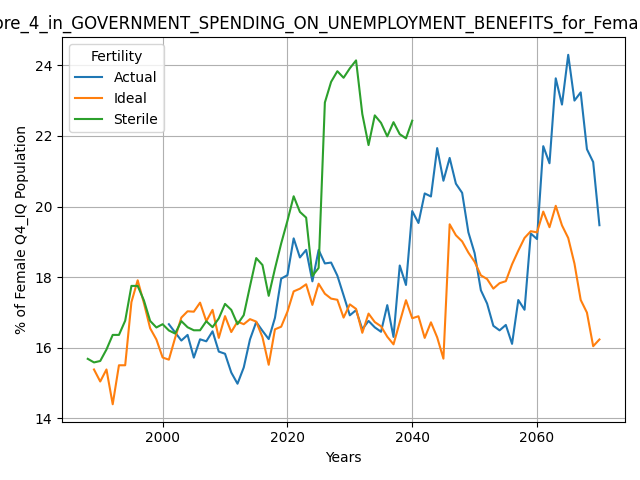 ore_4_in_GOVERNMENT_SPENDING_ON_UNEMPLOYMENT_BENEFITS_for_Fema
Fertility
Actual
Ideal
Sterile
% of Female Q4_IQ Population
24
22
20
18
16
14
2000
2020
2040
2060
Years